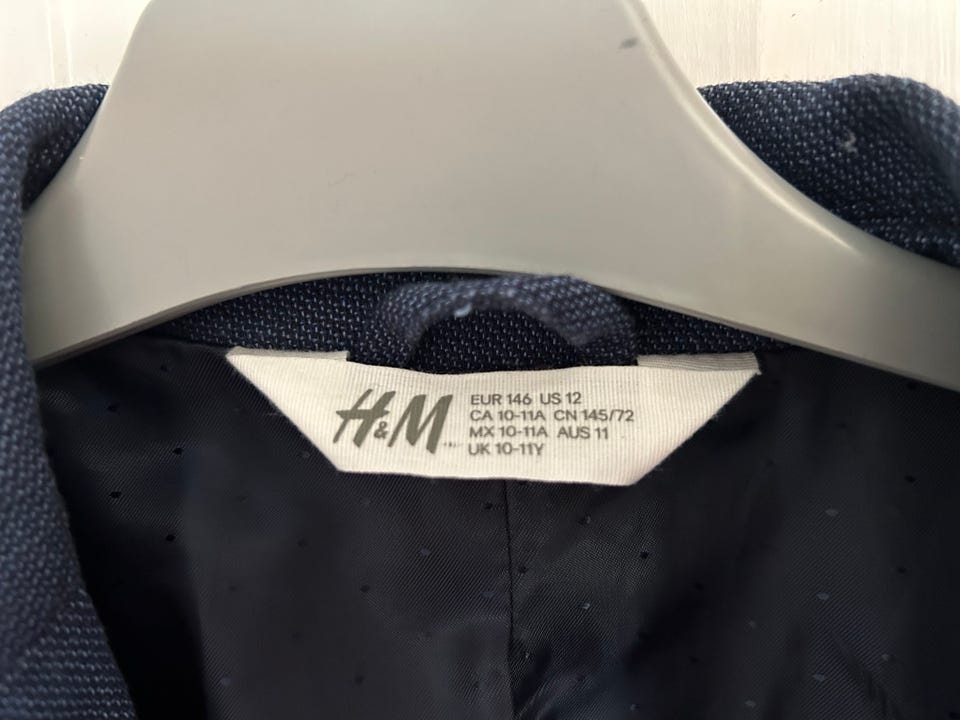 H&M
EUR 146 US 12
CA 10-11A CN 145/72
MX 10-11A AUS 11
UK 10-11Y